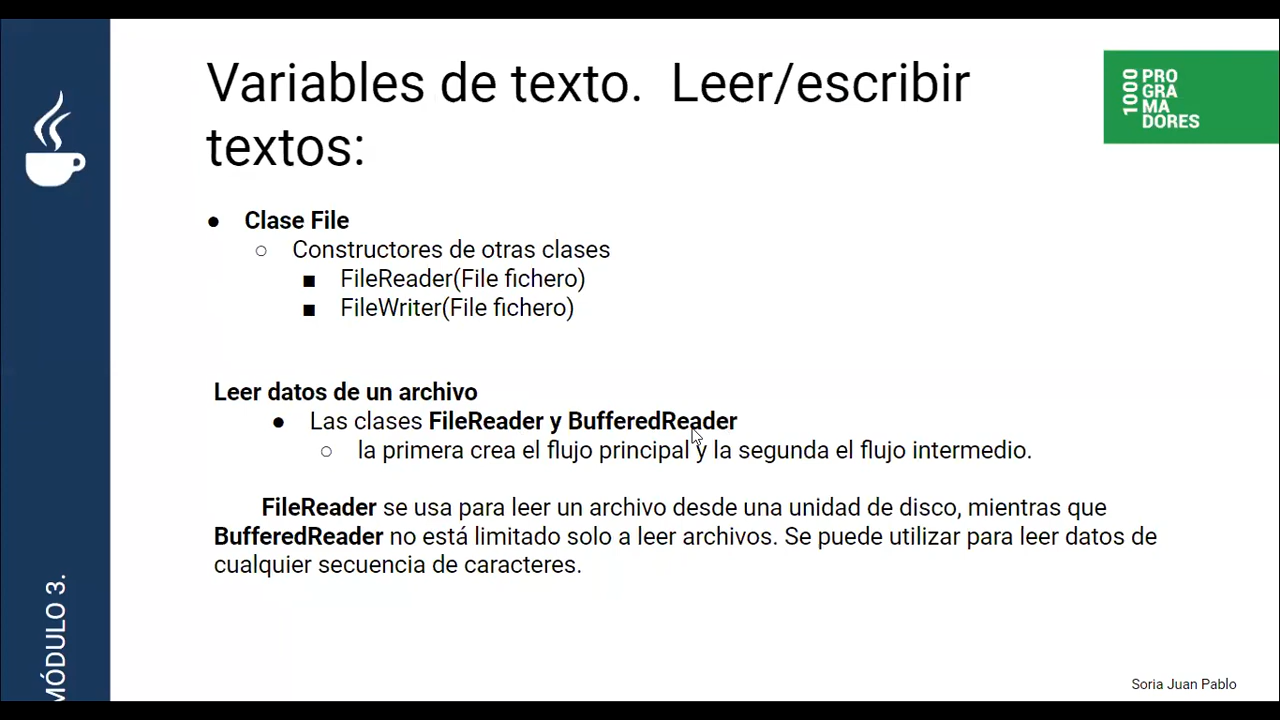 Variables de texto.  Leer/escribir
textos:
1000
PRO
GRA
MA
DORES
● Clase File
○ Constructores de otras clases
■ FileReader(File fichero)
■ FileWriter(File fichero)
Leer datos de un archivo
● Las clases FileReader y BufferedReader
○ la primera crea el flujo principal y la segunda el flujo intermedio.
FileReader se usa para leer un archivo desde una unidad de disco, mientras que
BufferedReader no está limitado solo a leer archivos. Se puede utilizar para leer datos de
cualquier secuencia de caracteres.
MÓDULO 3.
Soria Juan Pablo